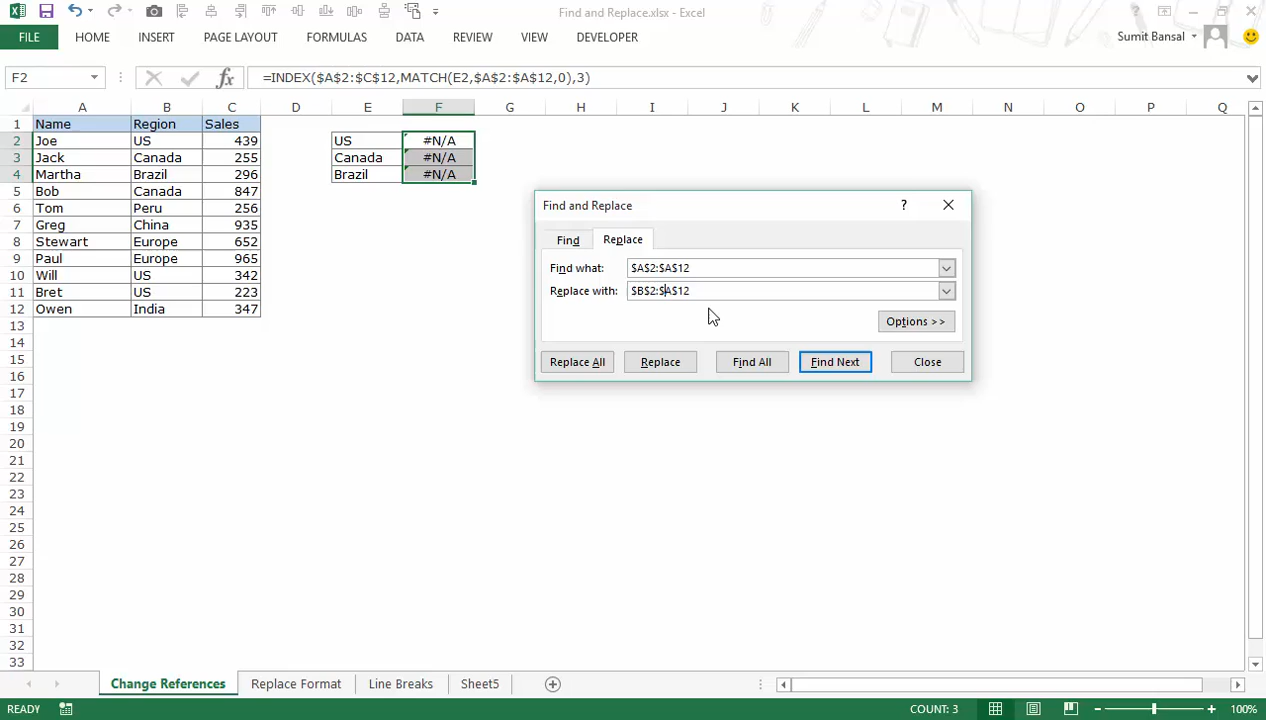 Find and Replace.xlsx - Excel
FILE HOME INSERT PAGE LAYOUT FORMULAS DATA REVIEW VIEW DEVELOPER Sumit Bansal
F2 fx =INDEX($A$2:$C$12,MATCH(E2,$A$2:$A$12,0),3)
A B C D E F G H I J K L M N O P Q
1 Name Region Sales
2 Joe US 439 US #N/A
3 Jack Canada 255 Canada #N/A
4 Martha Brazil 296 Brazil #N/A
5 Bob Canada 847
6 Tom Peru 256
7 Greg China 935
8 Stewart Europe 652
9 Paul Europe 965
10 Will US 342
11 Bret US 223
12 Owen India 347
13
14
15
16
17
18
19
20
21
22
23
24
25
26
27
28
29
30
31
32
33
Find and Replace ?
Find Replace
Find what: $A$2:$A$12
Replace with: $B$2:$A$12
Options >>
Replace All Replace Find All Find Next Close
Change References Replace Format Line Breaks Sheet5
READY COUNT: 3 100%